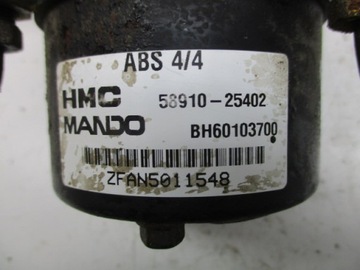 ABS 4/4
HMC 58910-25402
MANDO BH60103700
ZFAN5011548